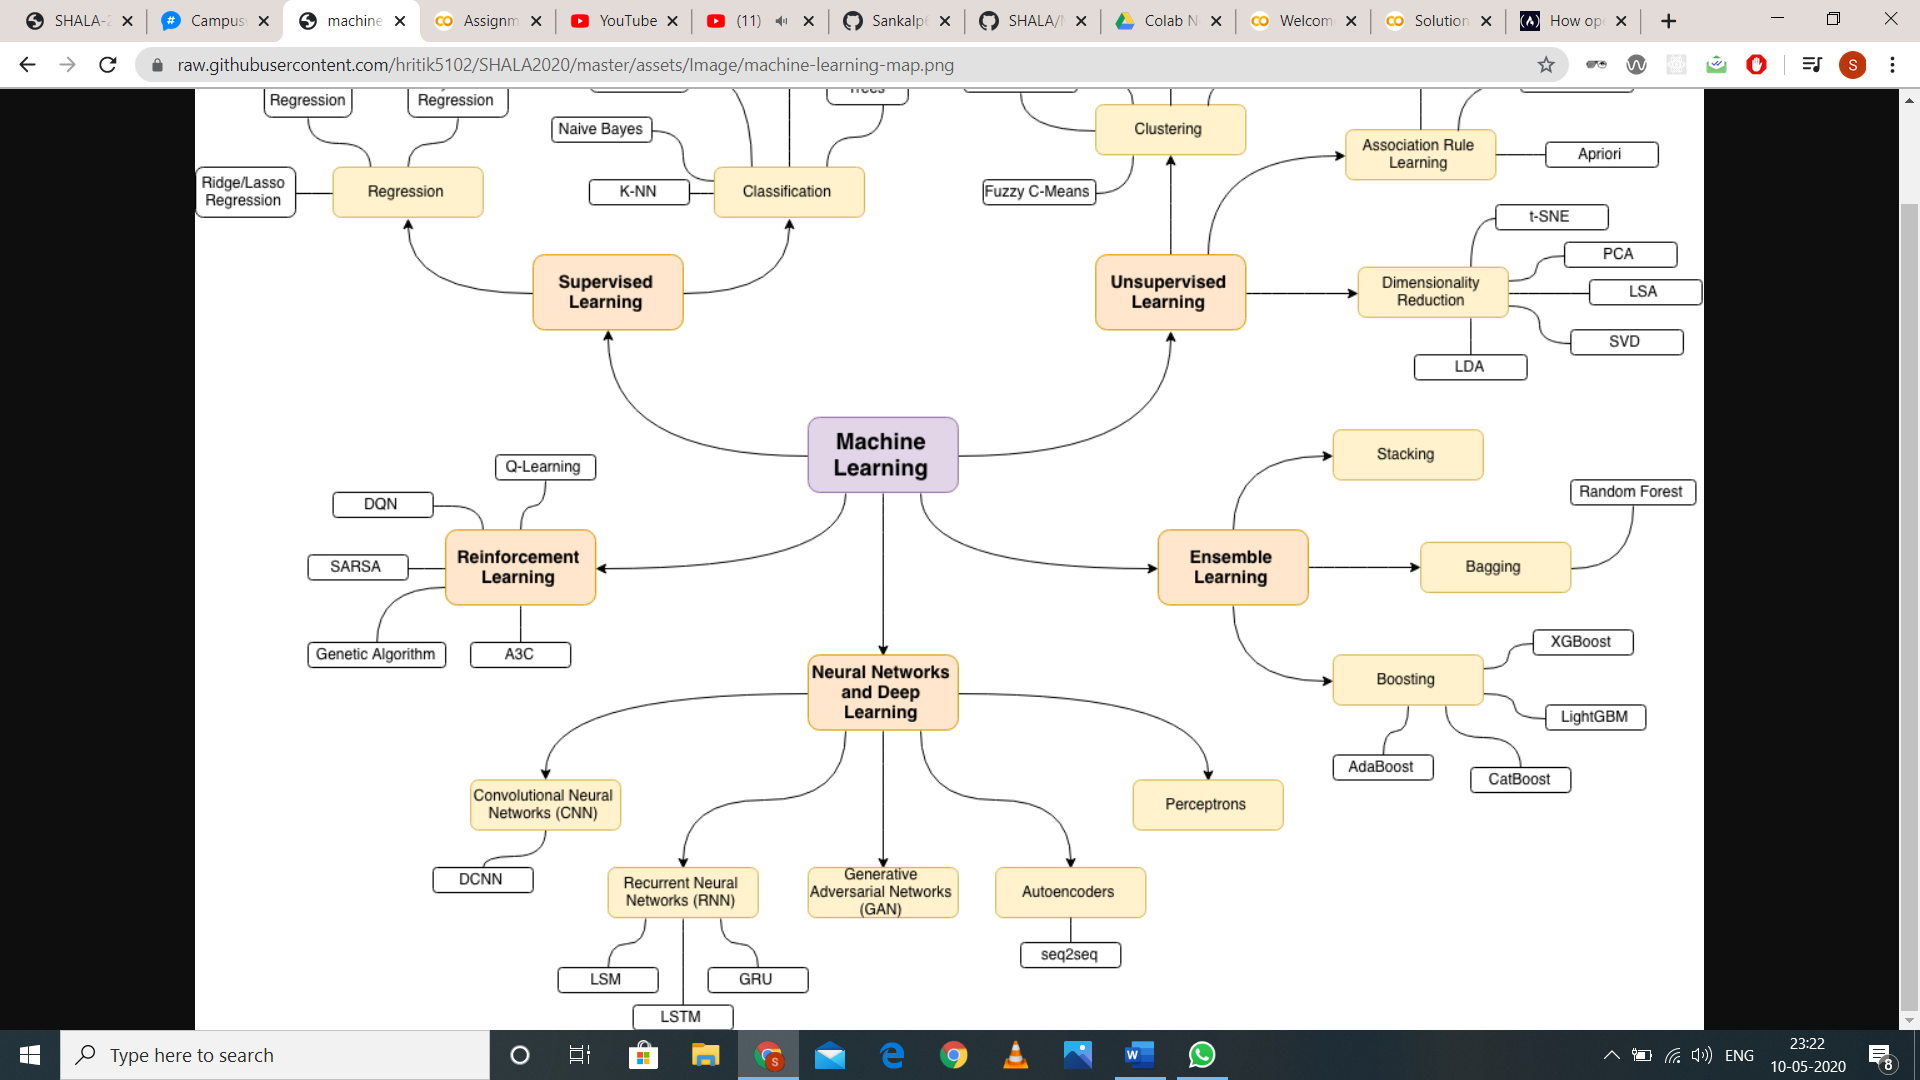 SHALA-2
Campus
machine
Assignm
YouTube
(11)
Sankalp
SHALA/
Colab N
Welcom
Solution
How op
raw.githubusercontent.com/hritik5102/SHALA2020/master/assets/Image/machine-learning-map.png
S
Regression
Regression
Trees
Naive Bayes
Clustering
Association Rule
Learning
Apriori
Ridge/Lasso
Regression
Regression
K-NN
Classification
Fuzzy C-Means
t-SNE
PCA
Supervised
Learning
Unsupervised
Learning
Dimensionality
Reduction
LSA
SVD
LDA
Machine
Learning
Stacking
Q-Learning
DQN
Random Forest
Reinforcement
Learning
SARSA
Ensemble
Learning
Bagging
Genetic Algorithm
A3C
XGBoost
Neural Networks
and Deep
Learning
Boosting
LightGBM
AdaBoost
CatBoost
Convolutional Neural
Networks (CNN)
Perceptrons
DCNN
Recurrent Neural
Networks (RNN)
Generative
Adversarial Networks
(GAN)
Autoencoders
seq2seq
LSM
GRU
LSTM
Type here to search
S
W
ENG
23:22
10-05-2020
8